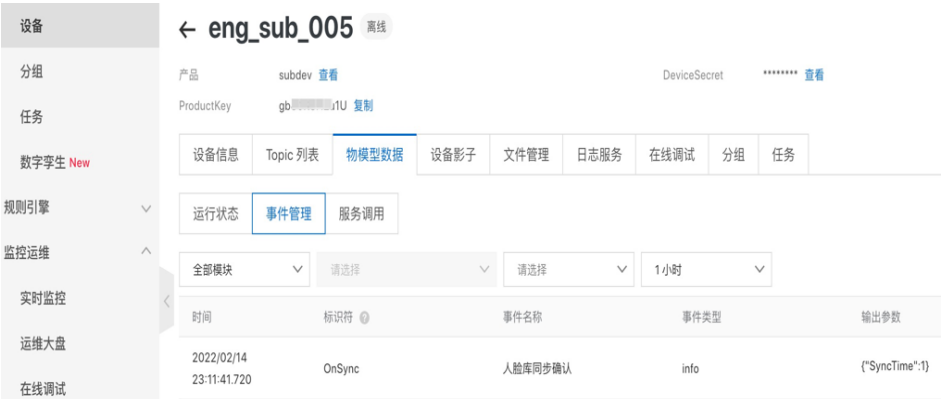 设备
分组
任务
数字孪生 New
规则引擎
监控运维
实时监控
运维大盘
在线调试
← eng_sub_005 离线
产品 subdev 查看 DeviceSecret ******** 查看
ProductKey gb 1U 复制
设备信息 Topic 列表 物模型数据 设备影子 文件管理 日志服务 在线调试 分组 任务
运行状态 事件管理 服务调用
全部模块 请选择 请选择 1 小时
时间 标识符 事件名称 事件类型 输出参数
2022/02/14
23:11:41.720 OnSync 人脸库同步确认 info {"SyncTime":1}